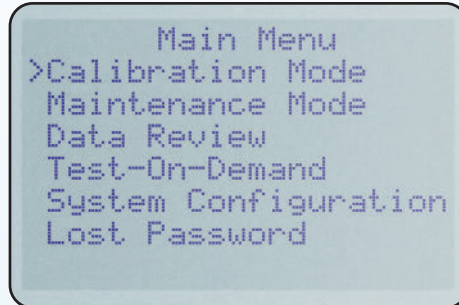 Main Menu
>Calibration Mode
Maintenance Mode
Data Review
Test-On-Demand
System Configuration
Lost Password